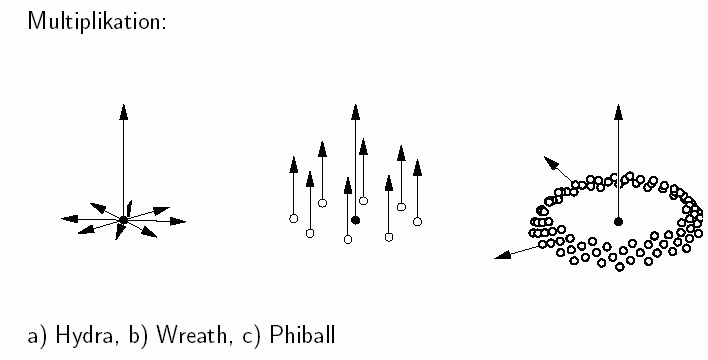 Multiplikation:
a) Hydra, b) Wreath, c) Phiball